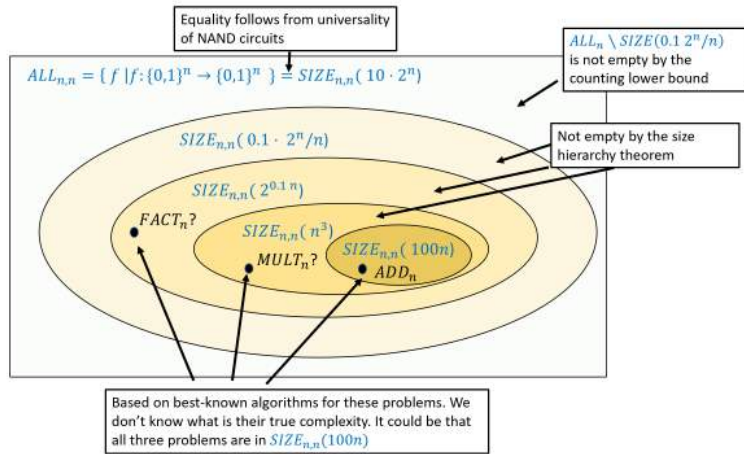 Equality follows from universality
of NAND circuits
ALL_{n,n} = { f | f: {0,1}^n → {0,1}^n } = SIZE_{n,n}( 10 · 2^n)
ALL_n \ SIZE(0.1 2^n/n)
is not empty by the
counting lower bound
SIZE_{n,n}( 0.1 · 2^n/n)
Not empty by the size
hierarchy theorem
SIZE_{n,n}( 2^{0.1 n})
FACT_n?
SIZE_{n,n}( n^3)
SIZE_{n,n}( 100n)
MULT_n?
ADD_n
Based on best-known algorithms for these problems. We
don't know what is their true complexity. It could be that
all three problems are in SIZE_{n,n}(100n)